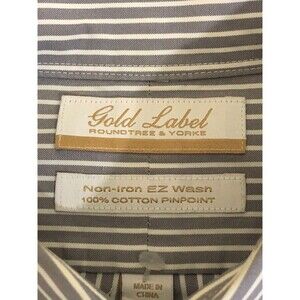 Gold Label
ROUNDTREE & YORKE
Non-Iron EZ Wash
100% COTTON PINPOINT
MADE IN
CHINA